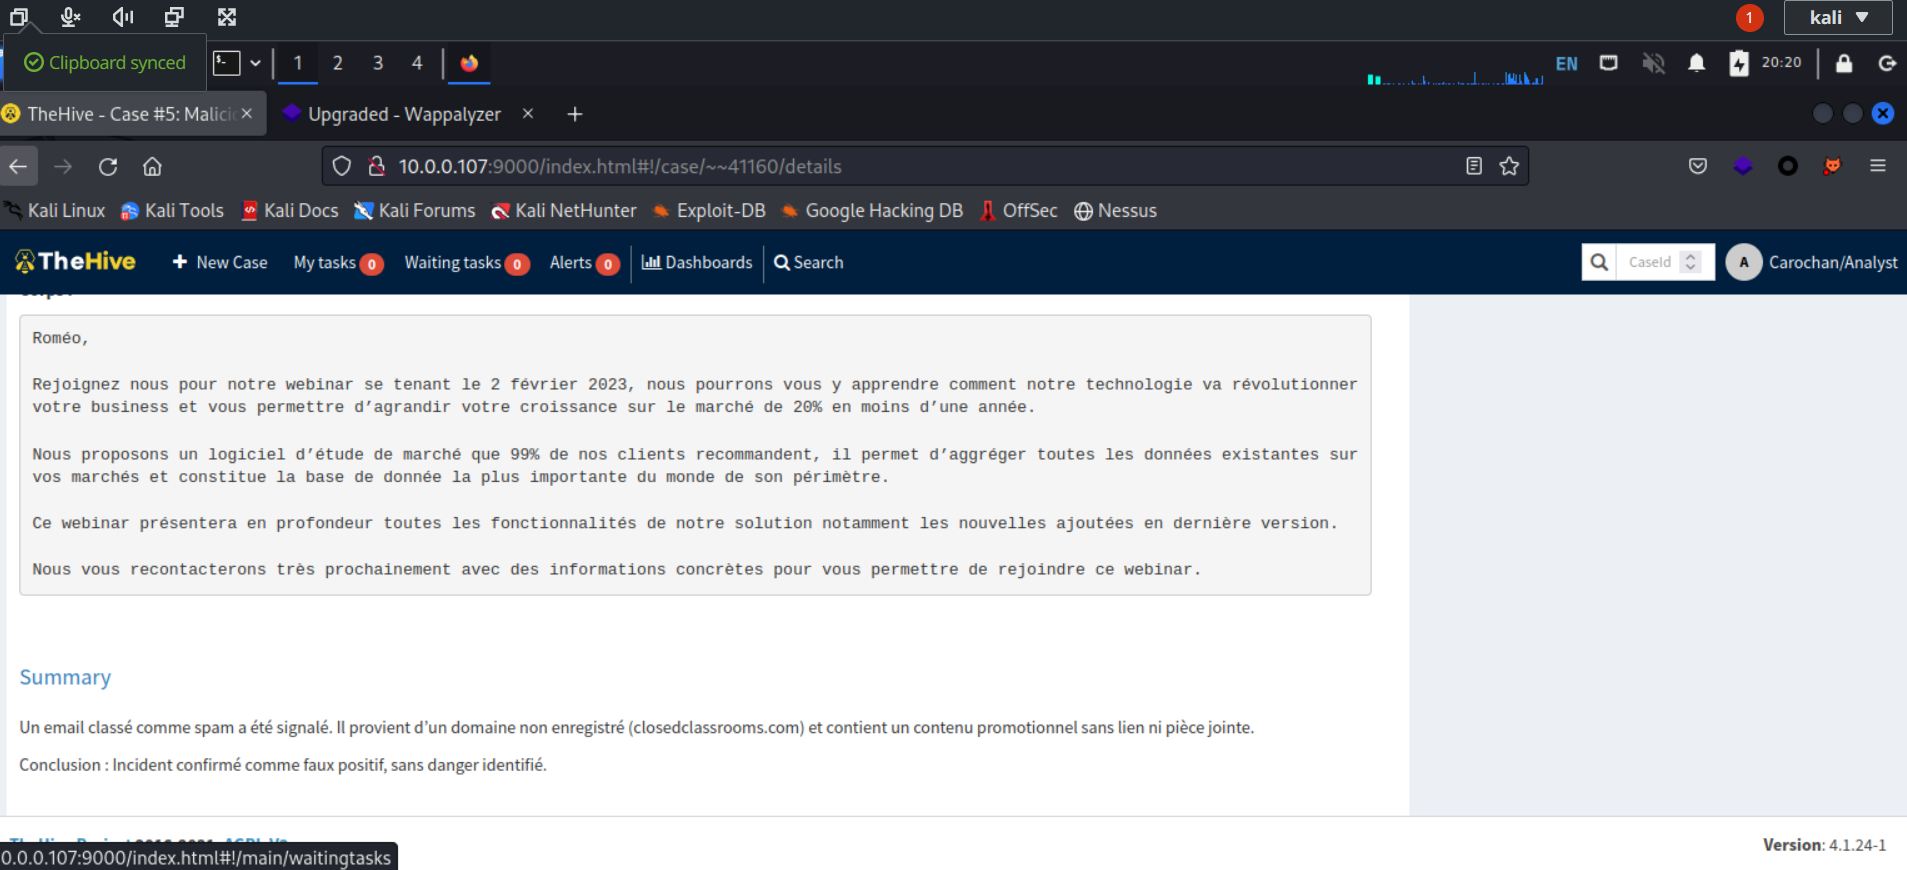 1
kali
Clipboard synced
1 2 3 4
EN
20:20
TheHive - Case #5: Malici
Upgraded - Wappalyzer
10.0.0.107:9000/index.html#!/case/~~41160/details
Kali Linux Kali Tools Kali Docs Kali Forums Kali NetHunter Exploit-DB Google Hacking DB OffSec Nessus
TheHive + New Case My tasks 0 Waiting tasks 0 Alerts 0 Dashboards Search CaseId A Carochan/Analyst
Roméo,
Rejoignez nous pour notre webinar se tenant le 2 février 2023, nous pourrons vous y apprendre comment notre technologie va révolutionner
votre business et vous permettre d’agrandir votre croissance sur le marché de 20% en moins d’une année.
Nous proposons un logiciel d’étude de marché que 99% de nos clients recommandent, il permet d’aggréger toutes les données existantes sur
vos marchés et constitue la base de donnée la plus importante du monde de son périmètre.
Ce webinar présentera en profondeur toutes les fonctionnalités de notre solution notamment les nouvelles ajoutées en dernière version.
Nous vous recontacterons très prochainement avec des informations concrètes pour vous permettre de rejoindre ce webinar.
Summary
Un email classé comme spam a été signalé. Il provient d’un domaine non enregistré (closedclassrooms.com) et contient un contenu promotionnel sans lien ni pièce jointe.
Conclusion : Incident confirmé comme faux positif, sans danger identifié.
Version: 4.1.24-1
0.0.0.107:9000/index.html#!/main/waitingtasks